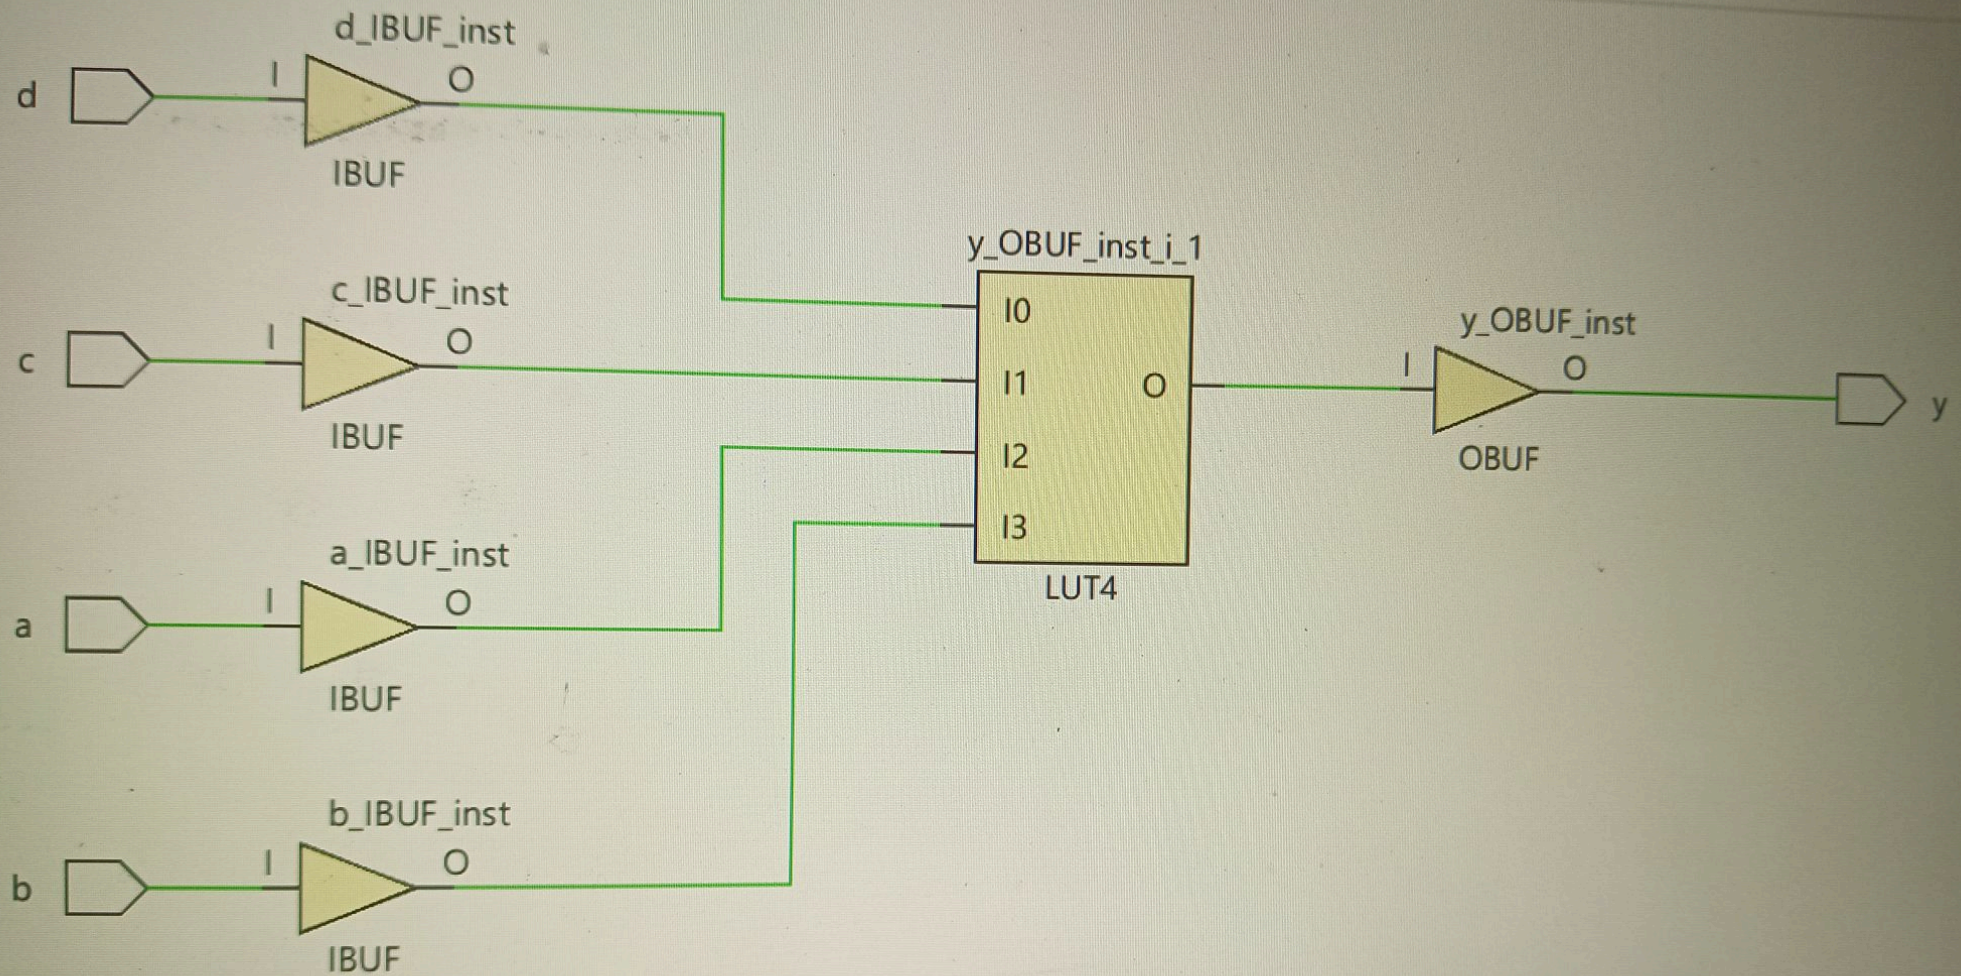 d_IBUF_inst
d
I
O
IBUF
c_IBUF_inst
c
I
O
IBUF
a_IBUF_inst
a
I
O
IBUF
b_IBUF_inst
b
I
O
IBUF
y_OBUF_inst_i_1
I0
I1
O
I2
I3
LUT4
y_OBUF_inst
I
O
OBUF
y